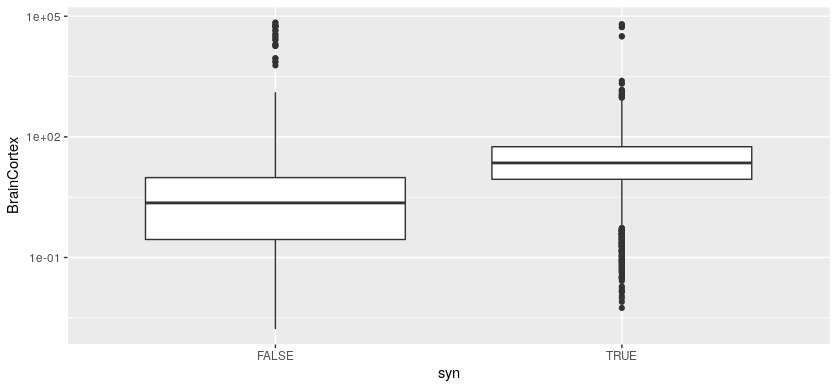 1e+05
1e+02
1e-01
BrainCortex
FALSE
TRUE
syn